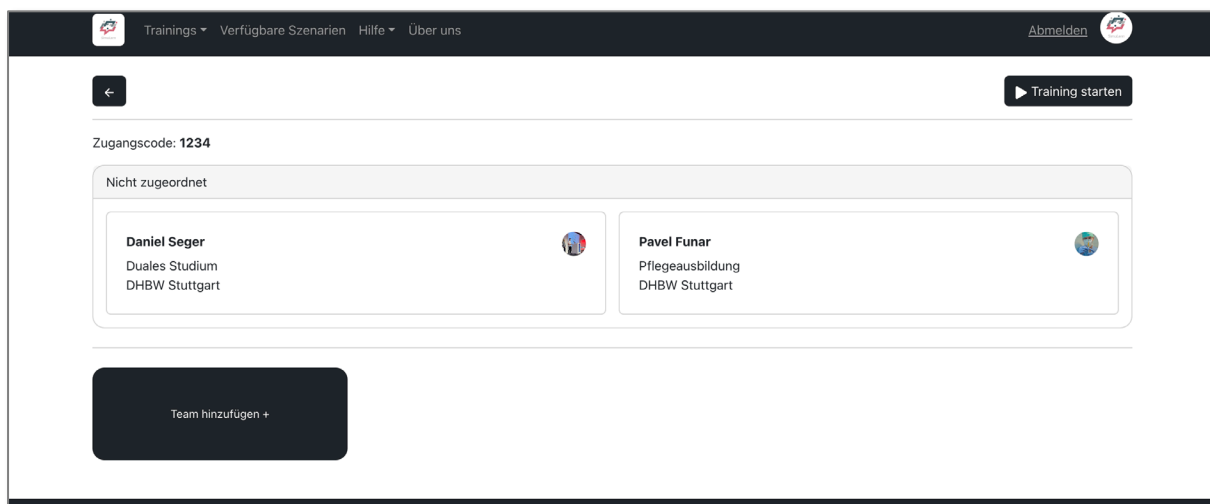 Trainings Verfügbare Szenarien Hilfe Über uns Abmelden
← Training starten
Zugangscode: 1234
Nicht zugeordnet
Daniel Seger
Duales Studium
DHBW Stuttgart
Pavel Funar
Pflegeausbildung
DHBW Stuttgart
Team hinzufügen +